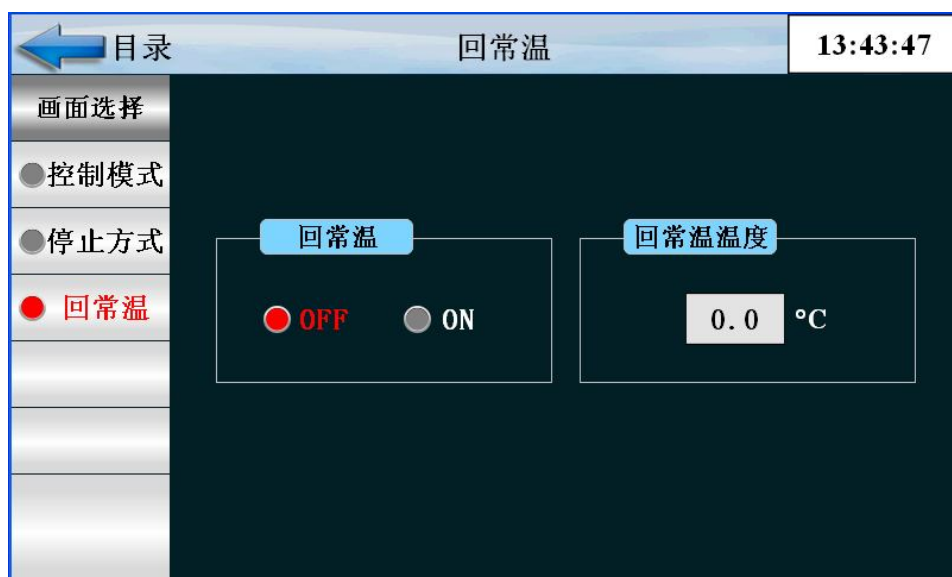 目录
回常温
13:43:47
画面选择
控制模式
停止方式
回常温
回常温
OFF
ON
回常温温度
0.0 °C